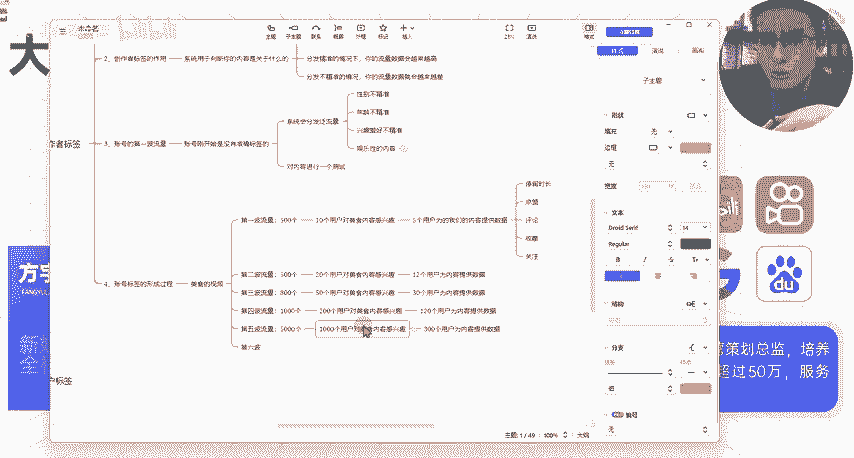 未命名
大
主题
子主题
联系
概要
外框
标记
插入
演说
格式
样式
演说
画布
子主题
2、创作者标签的作用
系统用于判断你的内容是关于什么的
分发精准的情况下，你的流量数据会越来越高
分发不精准的情况，你的流量数据就会越来越差
作者标签
3、账号的第一波流量
账号刚开始是没有准确标签的
系统会分发泛流量
性别不精准
年龄不精准
兴趣爱好不精准
娱乐性的内容
对内容进行一个测试
4、账号标签的形成过程
美食的视频
第一波流量：300个
10个用户对美食内容感兴趣
5个用户为的我们的内容提供数据
停留时长
点赞
评论
收藏
关注
第二波流量：500个
20个用户对美食内容感兴趣
12个用户为内容提供数据
第三波流量：800个
50个用户对美食内容感兴趣
30个用户为内容提供数据
第四波流量：1000个
200个用户对美食内容感兴趣
120个用户为内容提供数据
第五波流量：5000个
1000个用户对美食内容感兴趣
300个用户为内容提供数据
第六波
户标签
形状
填充
无
边框
无
宽度
文本
Droid Serif
14
Regular
B
I
S
Tr
结构
分支
细
编号
无
主题: 1 / 49
100%
大纲
方宇
ili
du
营策划总监，培养
超过50万，服务